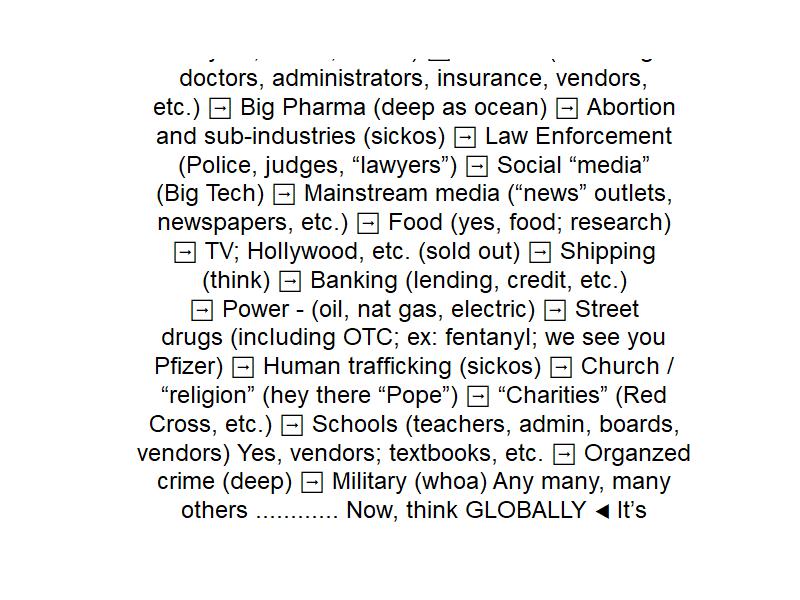 doctors, administrators, insurance, vendors,
etc.) → Big Pharma (deep as ocean) → Abortion
and sub-industries (sickos) → Law Enforcement
(Police, judges, “lawyers”) → Social “media”
(Big Tech) → Mainstream media (“news” outlets,
newspapers, etc.) → Food (yes, food; research)
→ TV; Hollywood, etc. (sold out) → Shipping
(think) → Banking (lending, credit, etc.)
→ Power - (oil, nat gas, electric) → Street
drugs (including OTC; ex: fentanyl; we see you
Pfizer) → Human trafficking (sickos) → Church /
“religion” (hey there “Pope”) → “Charities” (Red
Cross, etc.) → Schools (teachers, admin, boards,
vendors) Yes, vendors; textbooks, etc. → Organzed
crime (deep) → Military (whoa) Any many, many
others ............ Now, think GLOBALLY ◄ It’s